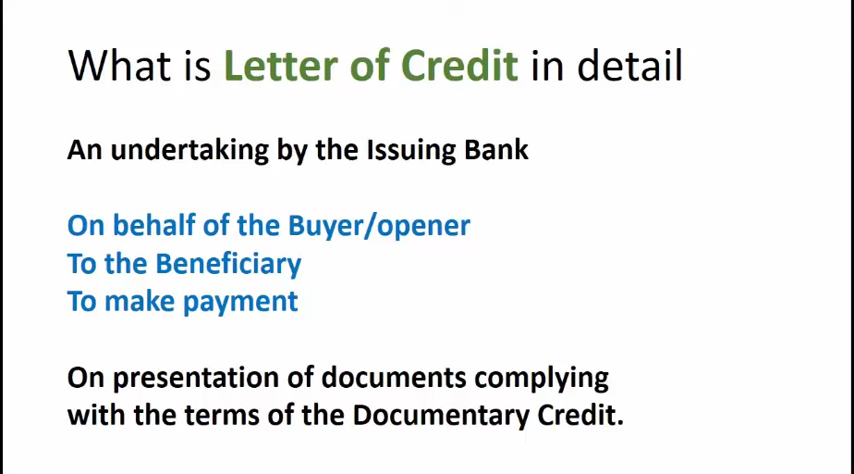 What is Letter of Credit in detail
An undertaking by the Issuing Bank
On behalf of the Buyer/opener
To the Beneficiary
To make payment
On presentation of documents complying
with the terms of the Documentary Credit.